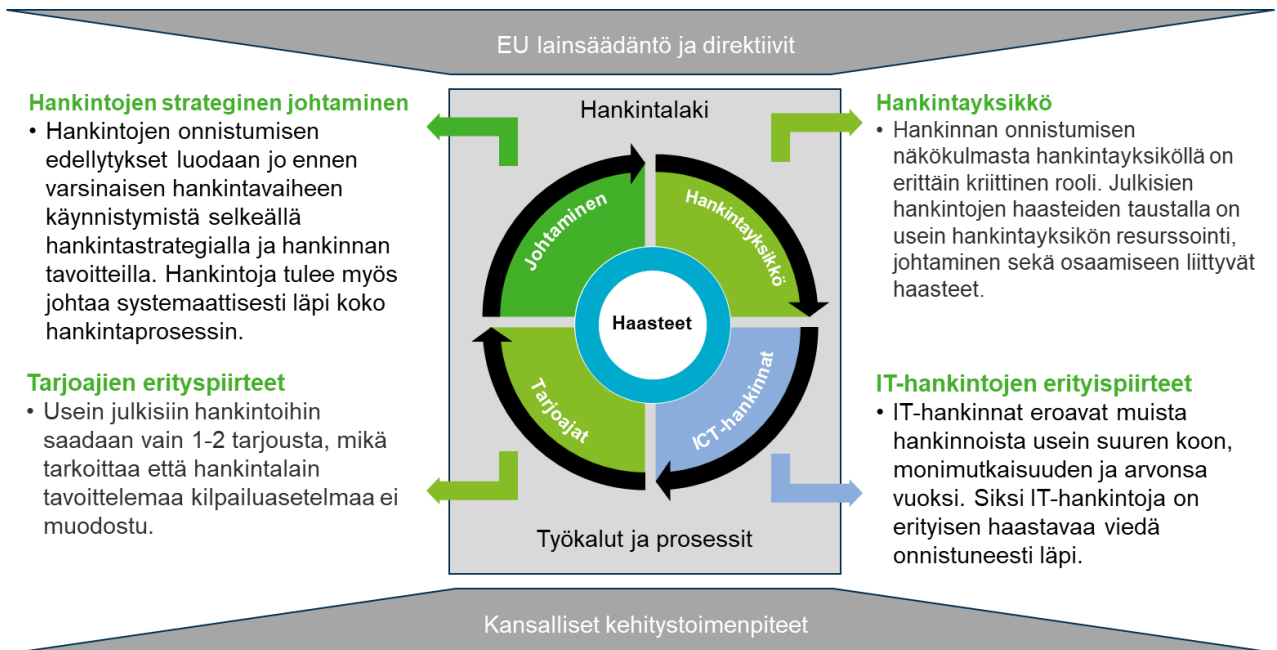 EU lainsäädäntö ja direktiivit
Hankintojen strateginen johtaminen
• Hankintojen onnistumisen
edellytykset luodaan jo ennen
varsinaisen hankintavaiheen
käynnistymistä selkeällä
hankintastrategialla ja hankinnan
tavoitteilla. Hankintoja tulee myös
johtaa systemaattisesti läpi koko
hankintaprosessin.
Tarjoajien erityspiirteet
• Usein julkisiin hankintoihin
saadaan vain 1-2 tarjousta, mikä
tarkoittaa että hankintalain
tavoittelemaa kilpailuasetelmaa ei
muodostu.
Hankintalaki
Johtaminen
Hankintayksikkö
Haasteet
Tarjoajat
ICT-hankinnat
Työkalut ja prosessit
Hankintayksikkö
• Hankinnan onnistumisen
näkökulmasta hankintayksiköllä on
erittäin kriittinen rooli. Julkisien
hankintojen haasteiden taustalla on
usein hankintayksikön resurssointi,
johtaminen sekä osaamiseen liittyvät
haasteet.
IT-hankintojen erityispiirteet
• IT-hankinnat eroavat muista
hankinnoista usein suuren koon,
monimutkaisuuden ja arvonsa
vuoksi. Siksi IT-hankintoja on
erityisen haastavaa viedä
onnistuneesti läpi.
Kansalliset kehitystoimenpiteet